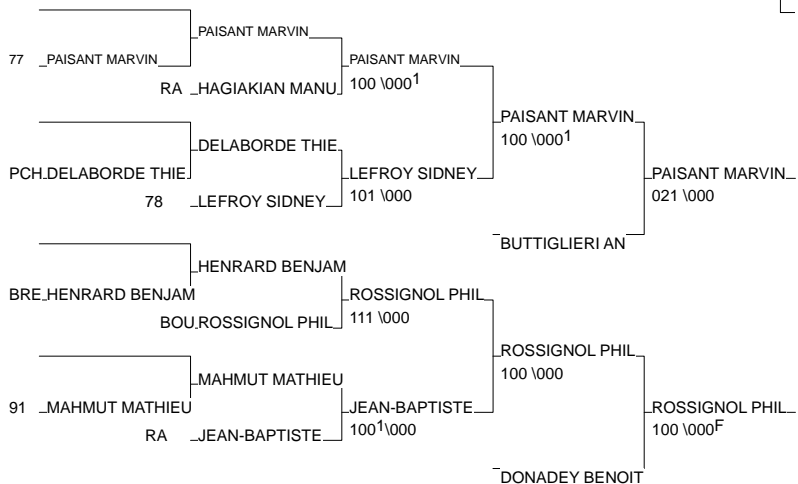 PAISANT MARVIN
77 PAISANT MARVIN PAISANT MARVIN
RA HAGIAKIAN MANU 100 \000¹
PAISANT MARVIN
100 \000¹
DELABORDE THIE
PCH DELABORDE THIE LEFROY SIDNEY PAISANT MARVIN
78 LEFROY SIDNEY 101 \000 021 \000
BUTTIGLIERI AN
HENRARD BENJAM
BRE HENRARD BENJAM ROSSIGNOL PHIL
BOU ROSSIGNOL PHIL 111 \000
ROSSIGNOL PHIL
100 \000
MAHMUT MATHIEU
91 MAHMUT MATHIEU JEAN-BAPTISTE ROSSIGNOL PHIL
RA JEAN-BAPTISTE 100¹\000 100 \000F
DONADEY BENOIT